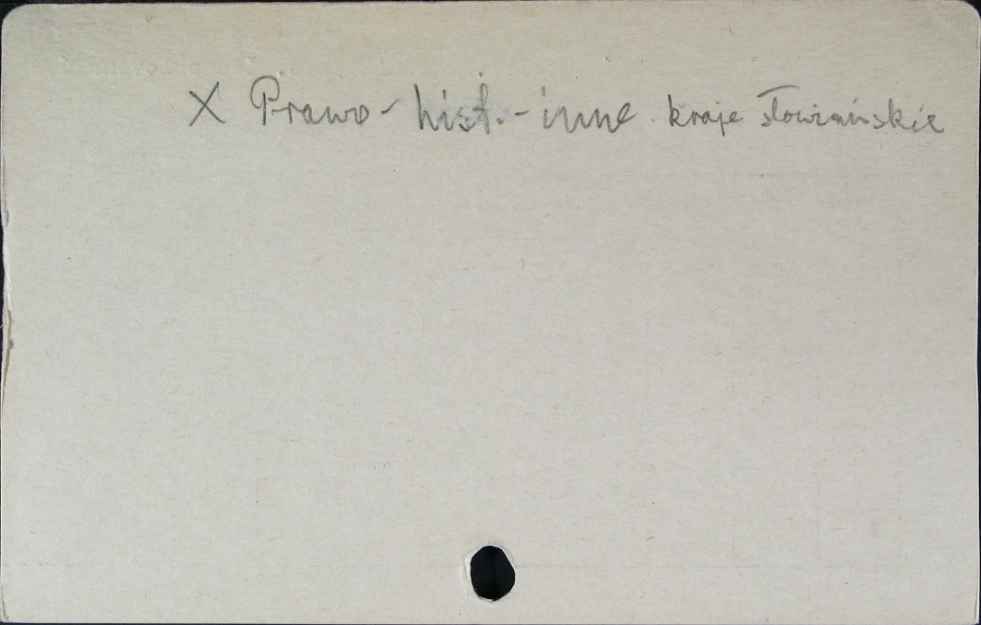 X Prawo - hist. - inne kraje słowiańskie